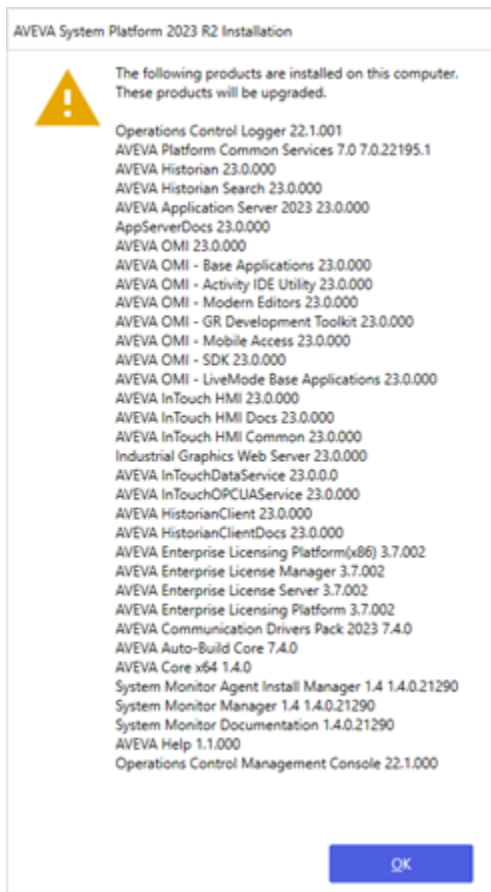 AVEVA System Platform 2023 R2 Installation
The following products are installed on this computer.
These products will be upgraded.
Operations Control Logger 22.1.001
AVEVA Platform Common Services 7.0 7.0.22195.1
AVEVA Historian 23.0.000
AVEVA Historian Search 23.0.000
AVEVA Application Server 2023 23.0.000
AppServerDocs 23.0.000
AVEVA OMI 23.0.000
AVEVA OMI - Base Applications 23.0.000
AVEVA OMI - Activity IDE Utility 23.0.000
AVEVA OMI - Modern Editors 23.0.000
AVEVA OMI - GR Development Toolkit 23.0.000
AVEVA OMI - Mobile Access 23.0.000
AVEVA OMI - SDK 23.0.000
AVEVA OMI - LiveMode Base Applications 23.0.000
AVEVA InTouch HMI 23.0.000
AVEVA InTouch HMI Docs 23.0.000
AVEVA InTouch HMI Common 23.0.000
Industrial Graphics Web Server 23.0.000
AVEVA InTouchDataService 23.0.0.0
AVEVA InTouchOPCUAService 23.0.000
AVEVA HistorianClient 23.0.000
AVEVA HistorianClientDocs 23.0.000
AVEVA Enterprise Licensing Platform(x86) 3.7.002
AVEVA Enterprise License Manager 3.7.002
AVEVA Enterprise License Server 3.7.002
AVEVA Enterprise Licensing Platform 3.7.002
AVEVA Communication Drivers Pack 2023 7.4.0
AVEVA Auto-Build Core 7.4.0
AVEVA Core x64 1.4.0
System Monitor Agent Install Manager 1.4 1.4.0.21290
System Monitor Manager 1.4 1.4.0.21290
System Monitor Documentation 1.4.0.21290
AVEVA Help 1.1.000
Operations Control Management Console 22.1.000
OK